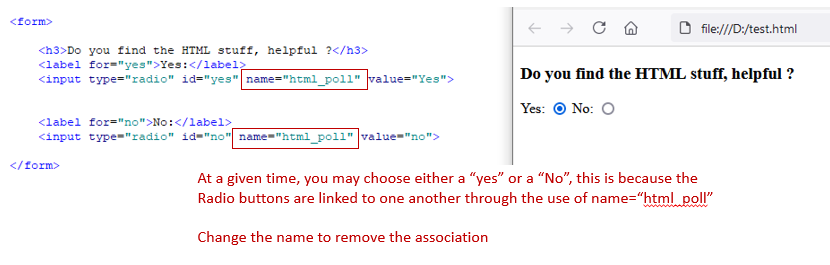 <form>
<h3>Do you find the HTML stuff, helpful ?</h3>
<label for="yes">Yes:</label>
<input type="radio" id="yes" name="html_poll" value="Yes">
<label for="no">No:</label>
<input type="radio" id="no" name="html_poll" value="no">
</form>
file:///D:/test.html
Do you find the HTML stuff, helpful ?
Yes: No:
At a given time, you may choose either a “yes” or a “No”, this is because the
Radio buttons are linked to one another through the use of name=“html_poll”
Change the name to remove the association